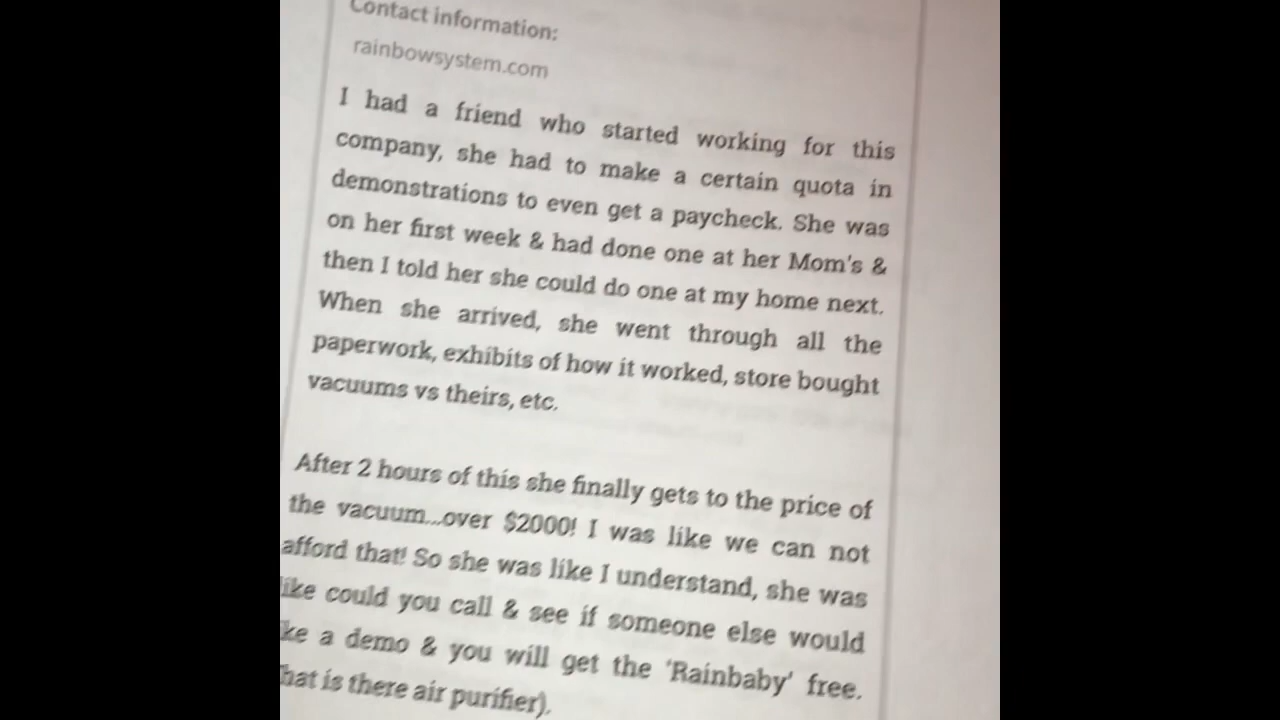 Contact information:
rainbowsystem.com
I had a friend who started working for this
company, she had to make a certain quota in
demonstrations to even get a paycheck. She was
on her first week & had done one at her Mom's &
then I told her she could do one at my home next.
When she arrived, she went through all the
paperwork, exhibits of how it worked, store bought
vacuums vs theirs, etc.
After 2 hours of this she finally gets to the price of
the vacuum...over $2000! I was like we can not
afford that! So she was like I understand, she was
like could you call & see if someone else would
ke a demo & you will get the 'Rainbaby' free.
hat is there air purifier).